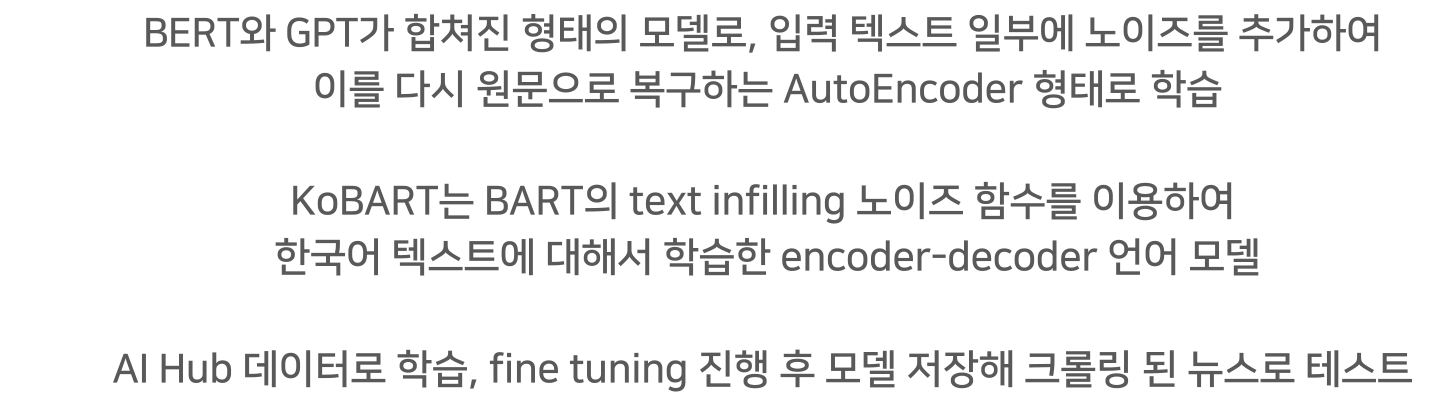 BERT와 GPT가 합쳐진 형태의 모델로, 입력 텍스트 일부에 노이즈를 추가하여
이를 다시 원문으로 복구하는 AutoEncoder 형태로 학습
KoBART는 BART의 text infilling 노이즈 함수를 이용하여
한국어 텍스트에 대해서 학습한 encoder-decoder 언어 모델
AI Hub 데이터로 학습, fine tuning 진행 후 모델 저장해 크롤링 된 뉴스로 테스트